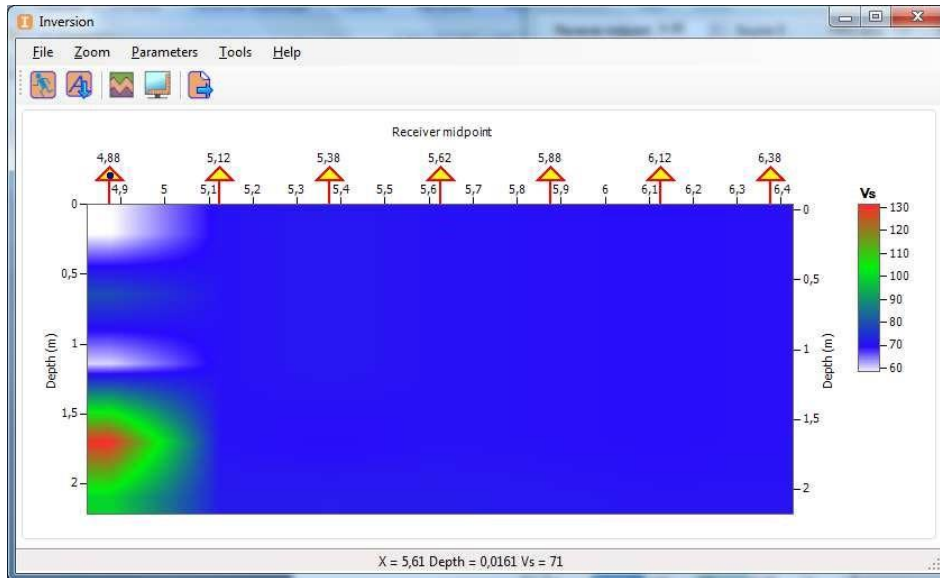 Inversion
File Zoom Parameters Tools Help
Receiver midpoint
4,88 5,12 5,38 5,62 5,88 6,12 6,38
4,9 5 5,1 5,2 5,3 5,4 5,5 5,6 5,7 5,8 5,9 6 6,1 6,2 6,3 6,4
Vs
0 0 130
120
0,5 0,5 110
100
90
Depth (m) 1 1 Depth (m) 80
70
60
1,5 1,5
2 2
X = 5,61 Depth = 0,0161 Vs = 71